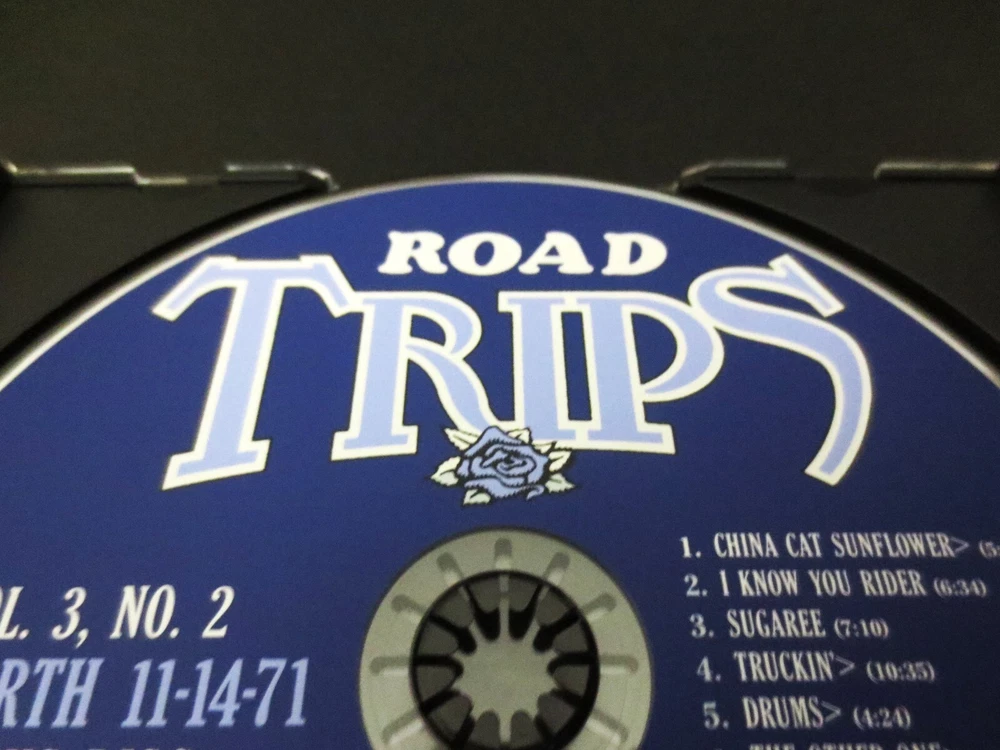 ROAD
TRIPS
L. 3, NO. 2
RTH 11-14-71
1. CHINA CAT SUNFLOWER> (5:
2. I KNOW YOU RIDER (6:34)
3. SUGAREE (7:10)
4. TRUCKIN'> (10:35)
5. DRUMS> (4:24)